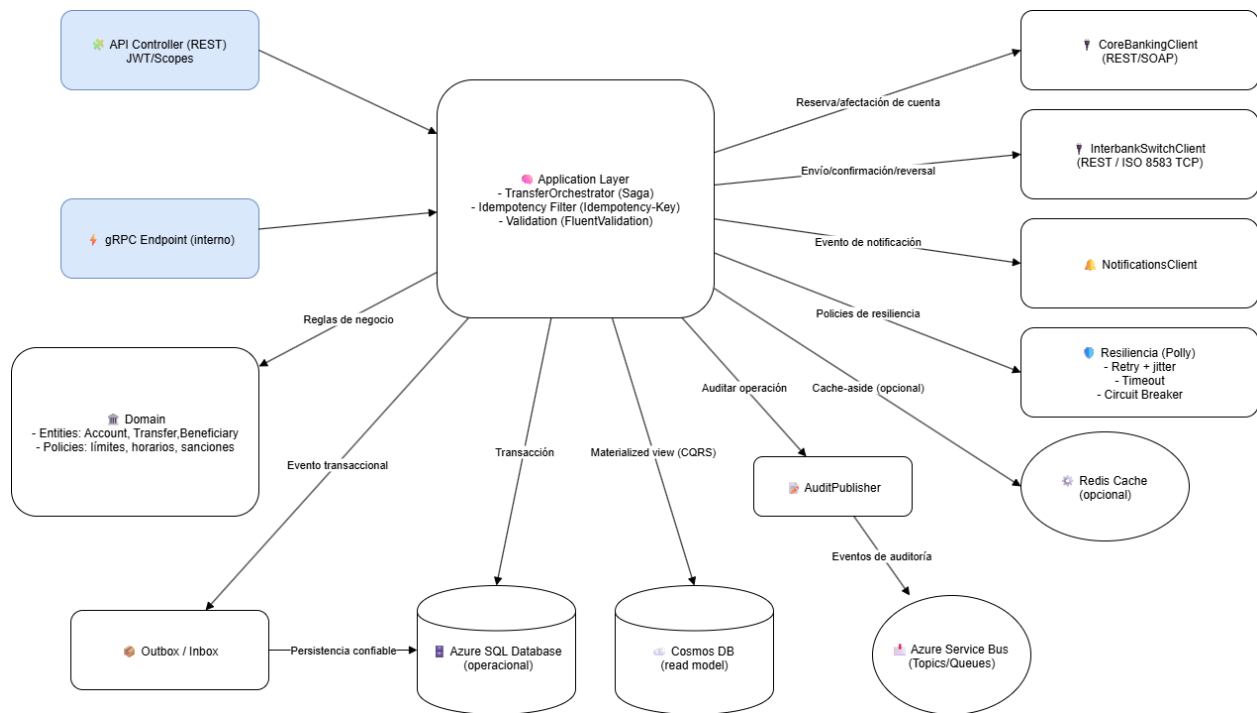 API Controller (REST)
JWT/Scopes
CoreBankingClient
(REST/SOAP)
Reserva/afectación de cuenta
InterbankSwitchClient
(REST / ISO 8583 TCP)
Application Layer
- TransferOrchestrator (Saga)
- Idempotency Filter (Idempotency-Key)
- Validation (FluentValidation)
Envío/confirmación/reversal
gRPC Endpoint (interno)
Evento de notificación
NotificationsClient
Reglas de negocio
Policies de resiliencia
Resiliencia (Polly)
- Retry + jitter
- Timeout
- Circuit Breaker
Auditar operación
Cache-aside (opcional)
Domain
- Entities: Account, Transfer,Beneficiary
- Policies: límites, horarios, sanciones
Evento transaccional
Transacción
Materialized view (CQRS)
AuditPublisher
Redis Cache
(opcional)
Eventos de auditoría
Outbox / Inbox
Persistencia confiable
Azure SQL Database
(operacional)
Cosmos DB
(read model)
Azure Service Bus
(Topics/Queues)